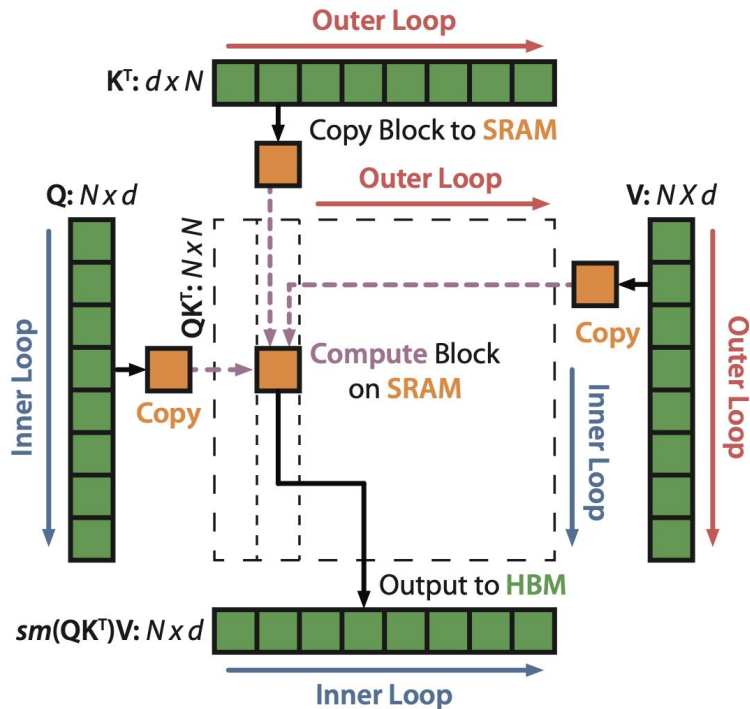 Outer Loop
Kᵀ: d x N
Copy Block to SRAM
Outer Loop
Q: N x d
V: N X d
QKᵀ: N x N
Copy
Inner Loop
Copy
Compute Block
on SRAM
Inner Loop
Outer Loop
Output to HBM
sm(QKᵀ)V: N x d
Inner Loop